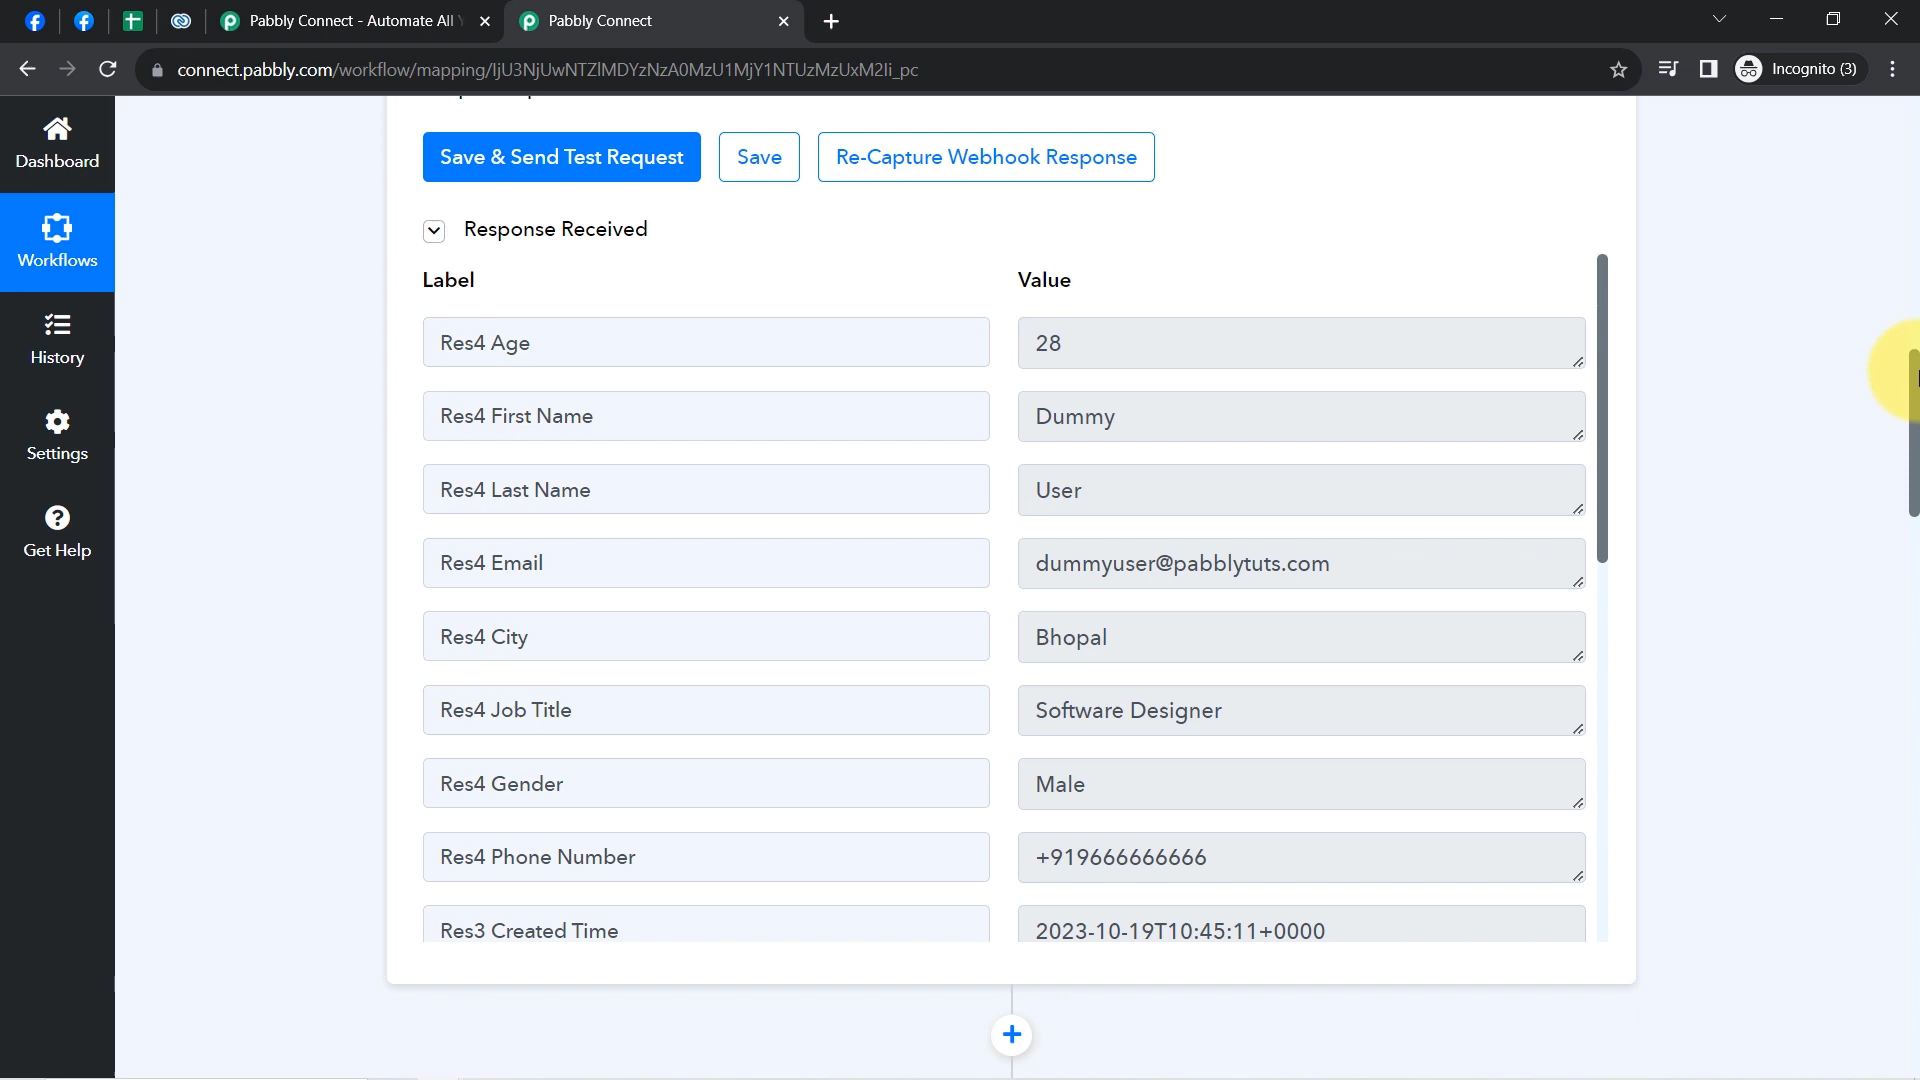 Pabbly Connect - Automate All
Pabbly Connect
connect.pabbly.com/workflow/mapping/IjU3NjUwNTZlMDYzNzA0MzU1MjY1NTUzMzUxM2Ii_pc
Incognito (3)
Dashboard
Workflows
History
Settings
Get Help
Save & Send Test Request
Save
Re-Capture Webhook Response
Response Received
Label
Value
Res4 Age
28
Res4 First Name
Dummy
Res4 Last Name
User
Res4 Email
dummyuser@pabblytuts.com
Res4 City
Bhopal
Res4 Job Title
Software Designer
Res4 Gender
Male
Res4 Phone Number
+919666666666
Res3 Created Time
2023-10-19T10:45:11+0000